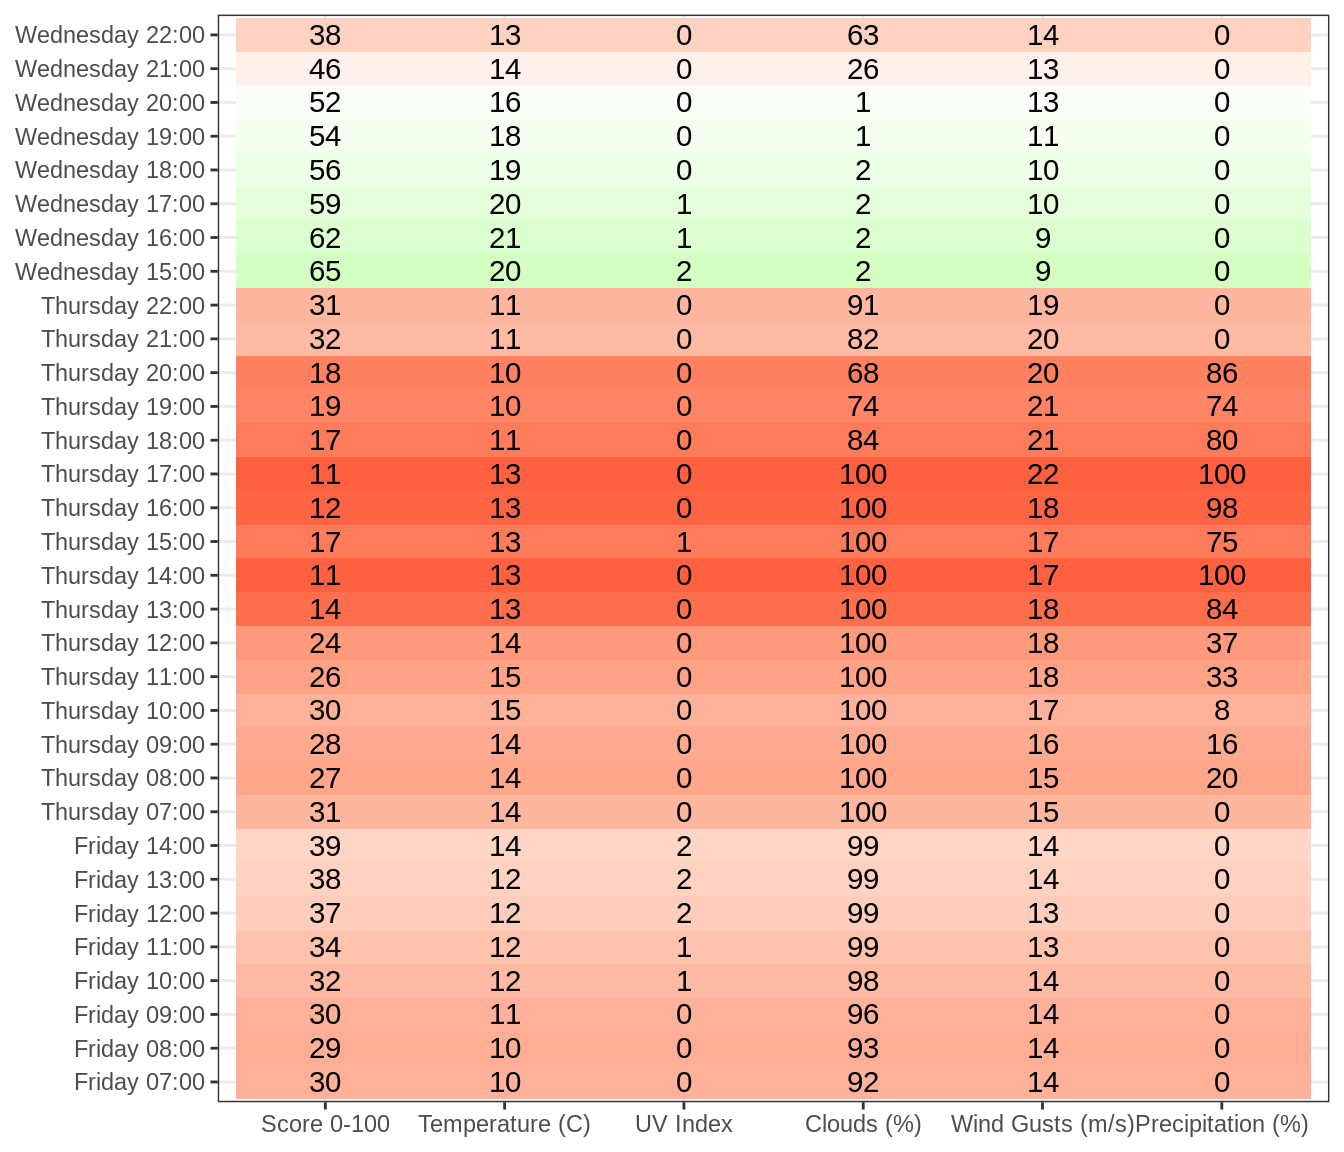 Wednesday 22:00 38 13 0 63 14 0
Wednesday 21:00 46 14 0 26 13 0
Wednesday 20:00 52 16 0 1 13 0
Wednesday 19:00 54 18 0 1 11 0
Wednesday 18:00 56 19 0 2 10 0
Wednesday 17:00 59 20 1 2 10 0
Wednesday 16:00 62 21 1 2 9 0
Wednesday 15:00 65 20 2 2 9 0
Thursday 22:00 31 11 0 91 19 0
Thursday 21:00 32 11 0 82 20 0
Thursday 20:00 18 10 0 68 20 86
Thursday 19:00 19 10 0 74 21 74
Thursday 18:00 17 11 0 84 21 80
Thursday 17:00 11 13 0 100 22 100
Thursday 16:00 12 13 0 100 18 98
Thursday 15:00 17 13 1 100 17 75
Thursday 14:00 11 13 0 100 17 100
Thursday 13:00 14 13 0 100 18 84
Thursday 12:00 24 14 0 100 18 37
Thursday 11:00 26 15 0 100 18 33
Thursday 10:00 30 15 0 100 17 8
Thursday 09:00 28 14 0 100 16 16
Thursday 08:00 27 14 0 100 15 20
Thursday 07:00 31 14 0 100 15 0
Friday 14:00 39 14 2 99 14 0
Friday 13:00 38 12 2 99 14 0
Friday 12:00 37 12 2 99 13 0
Friday 11:00 34 12 1 99 13 0
Friday 10:00 32 12 1 98 14 0
Friday 09:00 30 11 0 96 14 0
Friday 08:00 29 10 0 93 14 0
Friday 07:00 30 10 0 92 14 0
Score 0-100 Temperature (C) UV Index Clouds (%) Wind Gusts (m/s) Precipitation (%)